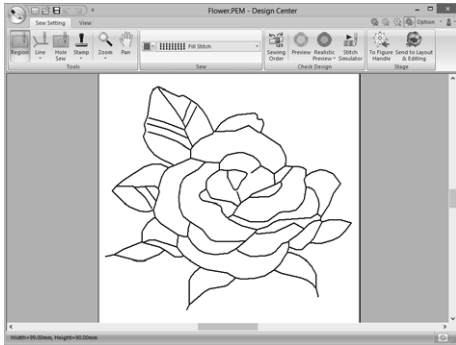 Flower.PEM - Design Center
Sew Setting View Option
Region Line Hole Sew Stamp Zoom Pan Fill Stitch Sewing Order Preview Realistic Preview Stitch Simulator To Figure Handle Send to Layout & Editing
Tools Sew Check Design Stage
Width=99.00mm, Height=90.00mm